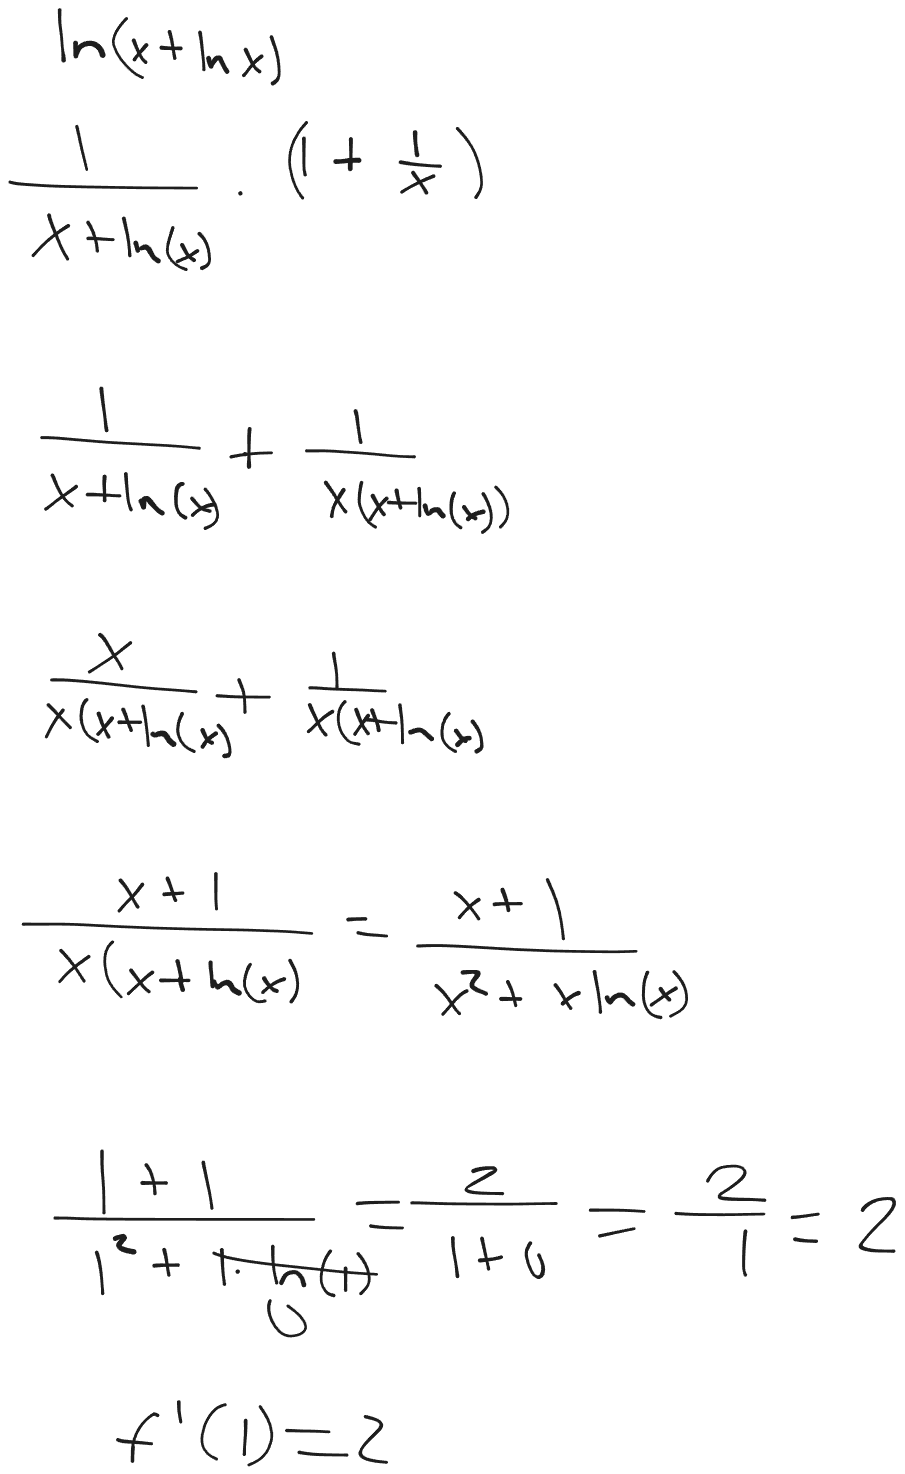 ln(x + ln x)
1/(x + ln(x)) · (1 + 1/x)
1/(x + ln(x)) + 1/(x(x + ln(x)))
x/(x(x + ln(x)) + 1/(x(x + ln(x))
(x + 1)/(x(x + ln(x)) = (x + 1)/(x² + x ln(x))
(1 + 1)/(1² + 1 · ln(1)) = 2/(1 + 0) = 2/1 = 2
0
f'(1) = 2